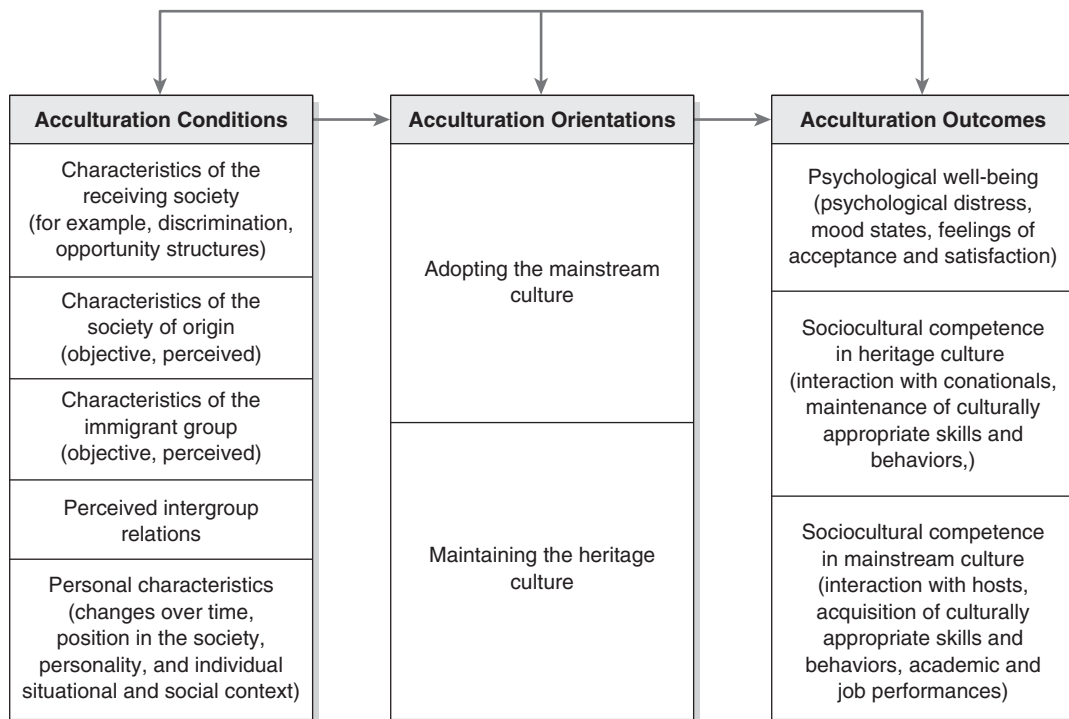 Acculturation Conditions
Characteristics of the
receiving society
(for example, discrimination,
opportunity structures)
Characteristics of the
society of origin
(objective, perceived)
Characteristics of the
immigrant group
(objective, perceived)
Perceived intergroup
relations
Personal characteristics
(changes over time,
position in the society,
personality, and individual
situational and social context)
Acculturation Orientations
Adopting the mainstream
culture
Maintaining the heritage
culture
Acculturation Outcomes
Psychological well-being
(psychological distress,
mood states, feelings of
acceptance and satisfaction)
Sociocultural competence
in heritage culture
(interaction with conationals,
maintenance of culturally
appropriate skills and
behaviors,)
Sociocultural competence
in mainstream culture
(interaction with hosts,
acquisition of culturally
appropriate skills and
behaviors, academic and
job performances)